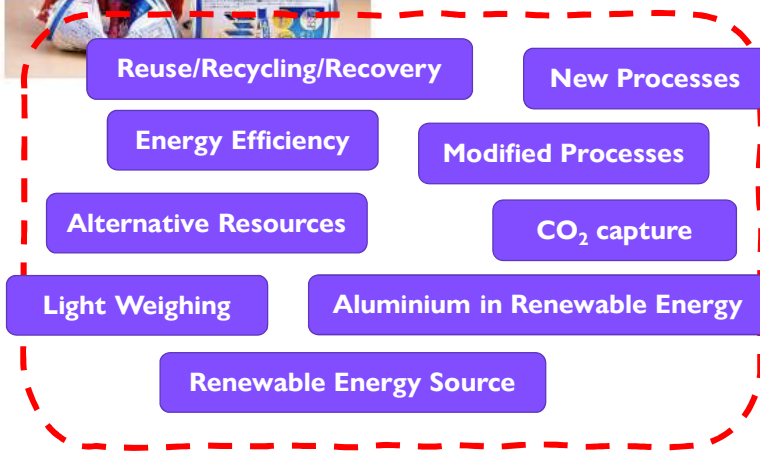 Reuse/Recycling/Recovery
New Processes
Energy Efficiency
Modified Processes
Alternative Resources
CO₂ capture
Light Weighing
Aluminium in Renewable Energy
Renewable Energy Source